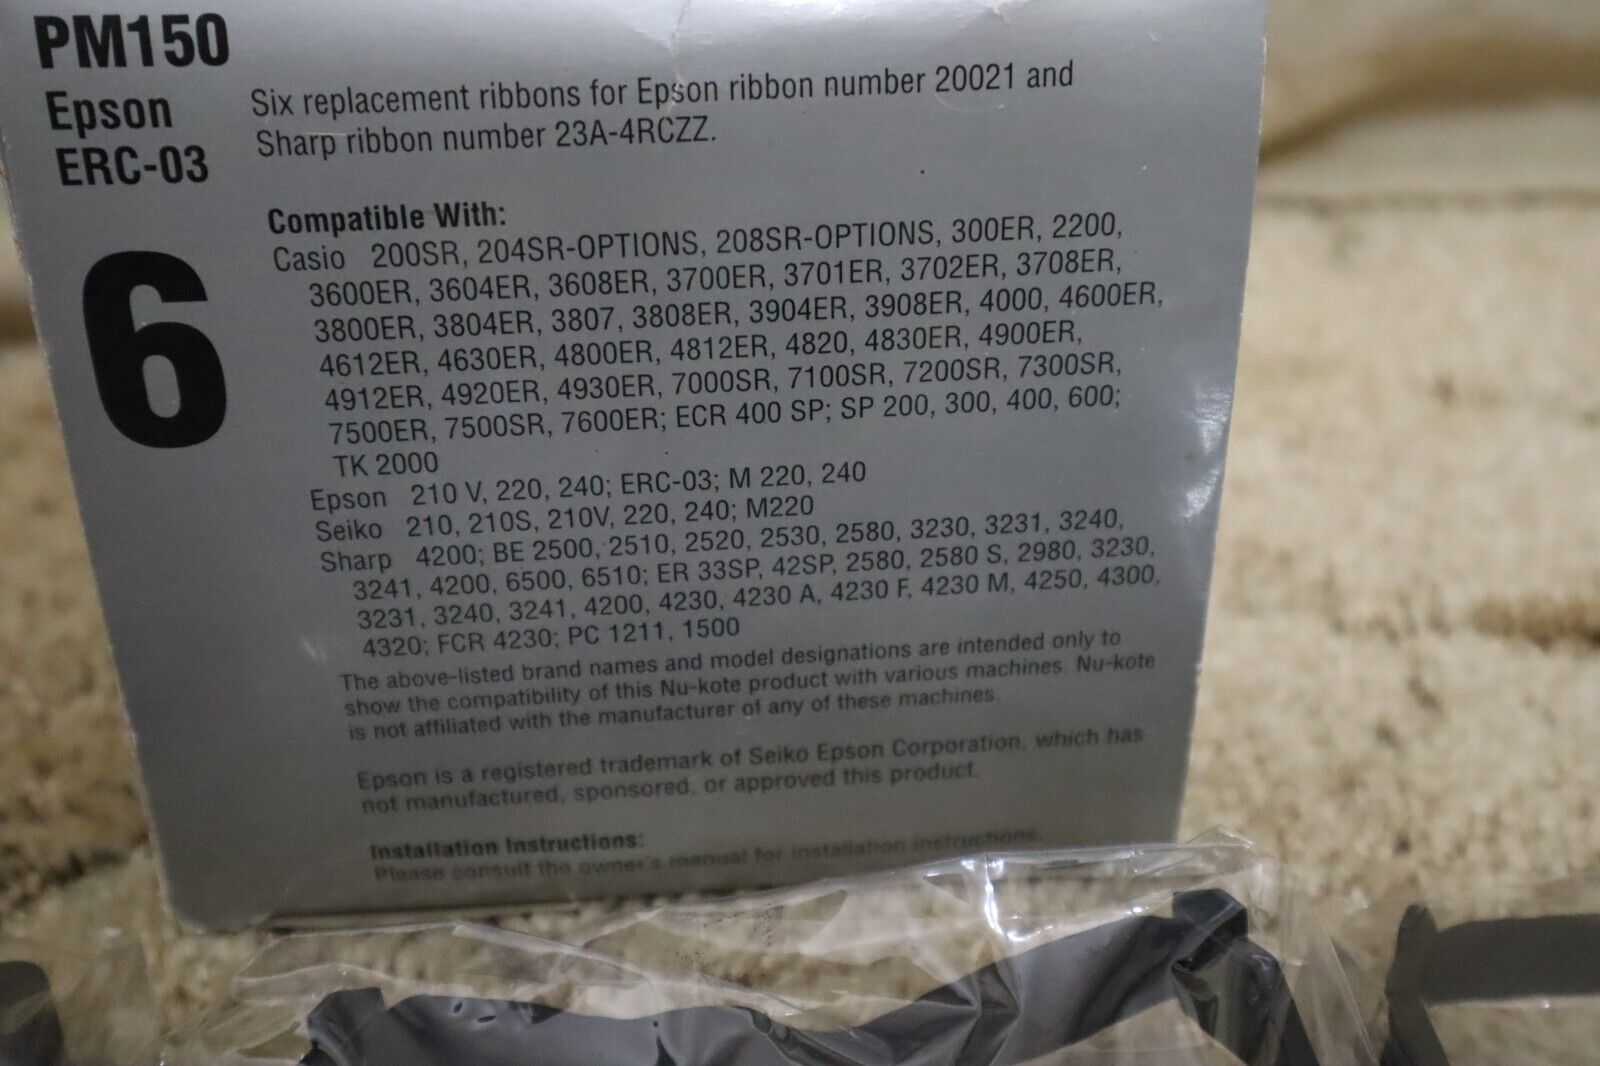 PM150
Epson
ERC-03
6
Six replacement ribbons for Epson ribbon number 20021 and
Sharp ribbon number 23A-4RCZZ.
Compatible With:
Casio 200SR, 204SR-OPTIONS, 208SR-OPTIONS, 300ER, 2200,
3600ER, 3604ER, 3608ER, 3700ER, 3701ER, 3702ER, 3708ER,
3800ER, 3804ER, 3807, 3808ER, 3904ER, 3908ER, 4000, 4600ER,
4612ER, 4630ER, 4800ER, 4812ER, 4820, 4830ER, 4900ER,
4912ER, 4920ER, 4930ER, 7000SR, 7100SR, 7200SR, 7300SR,
7500ER, 7500SR, 7600ER; ECR 400 SP; SP 200, 300, 400, 600;
TK 2000
Epson 210 V, 220, 240; ERC-03; M 220, 240
Seiko 210, 210S, 210V, 220, 240; M220
Sharp 4200; BE 2500, 2510, 2520, 2530, 2580, 3230, 3231, 3240,
3241, 4200, 6500, 6510; ER 33SP, 42SP, 2580, 2580 S, 2980, 3230,
3231, 3240, 3241, 4200, 4230, 4230 A, 4230 F, 4230 M, 4250, 4300,
4320; FCR 4230; PC 1211, 1500
The above-listed brand names and model designations are intended only to
show the compatibility of this Nu-kote product with various machines. Nu-kote
is not affiliated with the manufacturer of any of these machines.
Epson is a registered trademark of Seiko Epson Corporation, which has
not manufactured, sponsored, or approved this product.
Installation Instructions:
Please consult the owner's manual for installation instructions.